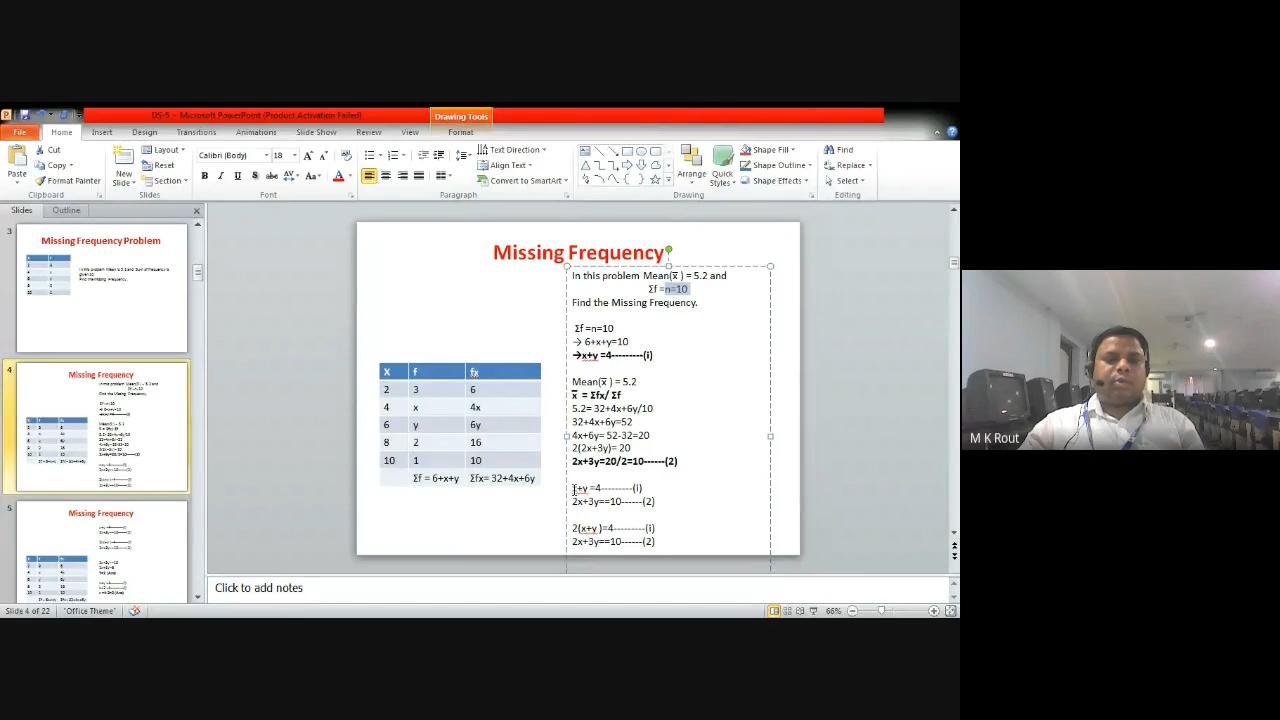 DS-5 - Microsoft PowerPoint (Product Activation Failed)
Drawing Tools
File Home Insert Design Transitions Animations Slide Show Review View Format
Paste
Cut
Copy
Format Painter
Clipboard
New Slide
Layout
Reset
Section
Slides
Calibri (Body) 18
B I U S abc AV Aa A
Font
Paragraph
Text Direction
Align Text
Convert to SmartArt
Arrange
Quick Styles
Shape Fill
Shape Outline
Shape Effects
Drawing
Find
Replace
Select
Editing
Slides Outline
3
Missing Frequency Problem
4
Missing Frequency
5
Missing Frequency
Missing Frequency
In this problem Mean(x̅ ) = 5.2 and
Σf =n=10
Find the Missing Frequency.
Σf =n=10
→ 6+x+y=10
→x+y =4---------(i)
Mean(x̅ ) = 5.2
x̅ = Σfx/ Σf
5.2= 32+4x+6y/10
32+4x+6y=52
4x+6y= 52-32=20
2(2x+3y)= 20
2x+3y=20/2=10------(2)
x+y =4---------(i)
2x+3y==10------(2)
2(x+y )=4---------(i)
2x+3y==10------(2)
X f fx
2 3 6
4 x 4x
6 y 6y
8 2 16
10 1 10
Σf = 6+x+y Σfx= 32+4x+6y
Click to add notes
Slide 4 of 22 "Office Theme" 66%
M K Rout